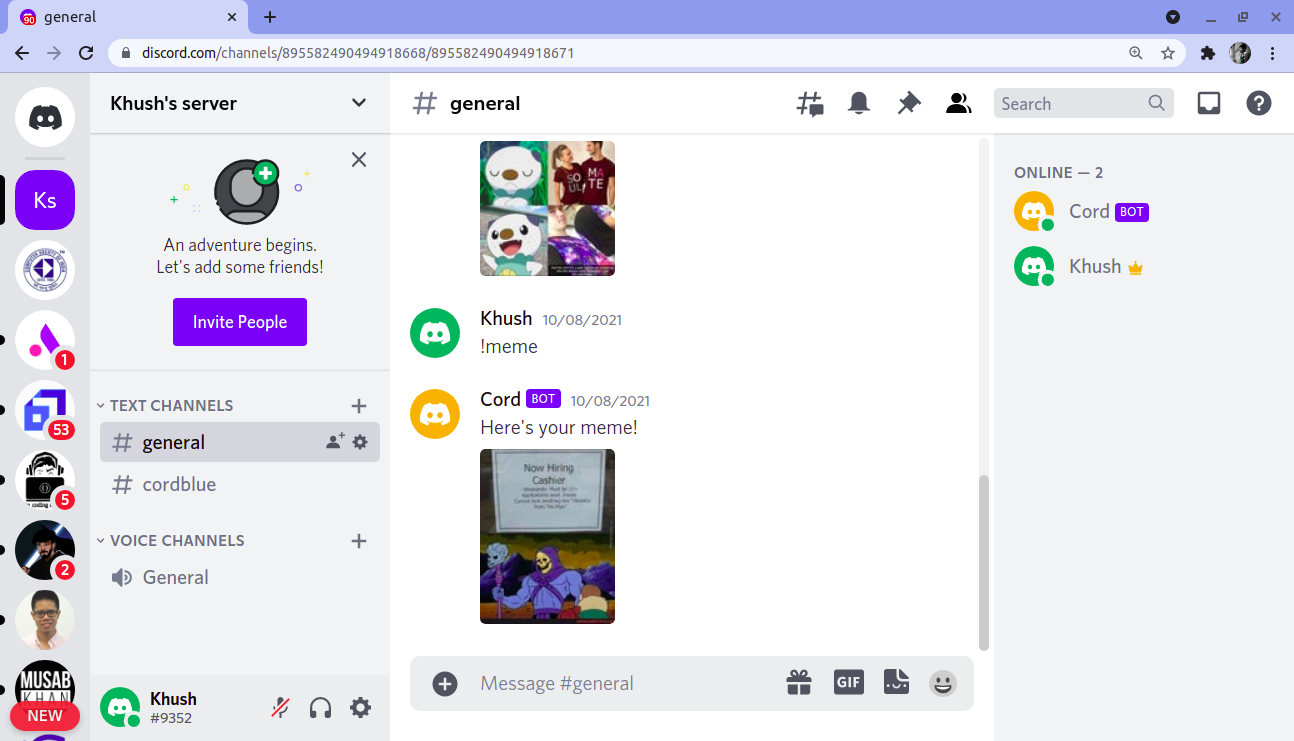 general
discord.com/channels/895582490494918668/895582490494918671
Khush's server
general
Search
Ks
1
53
5
2
MUSAB
KHAN
NEW
An adventure begins.
Let's add some friends!
Invite People
TEXT CHANNELS
general
cordblue
VOICE CHANNELS
General
Khush
#9352
SO MA
UL TE
Khush 10/08/2021
!meme
Cord BOT 10/08/2021
Here's your meme!
Now Hiring
Cashier
Message #general
GIF
ONLINE — 2
Cord BOT
Khush
90